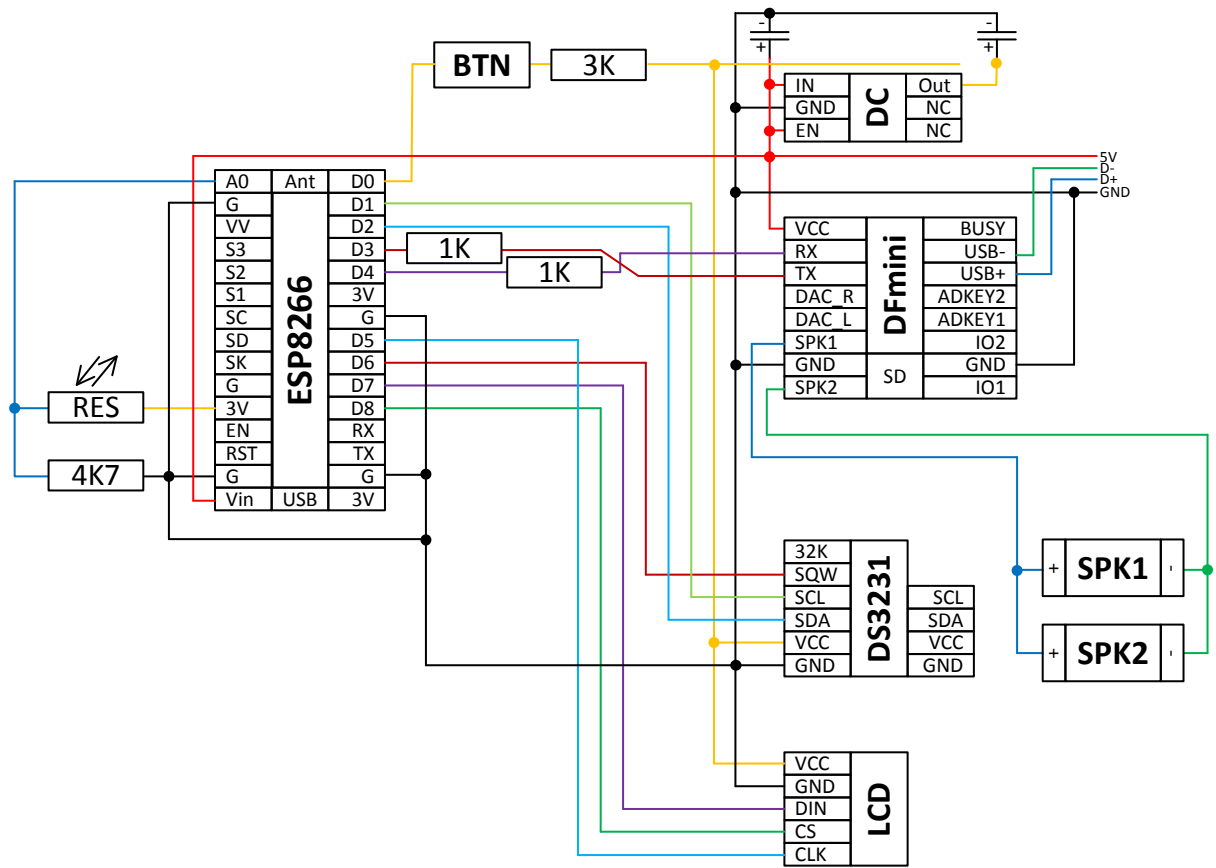 -
+
-
+
BTN
3K
IN
GND
EN
DC
Out
NC
NC
5V
D-
D+
GND
A0
G
VV
S3
S2
S1
SC
SD
SK
G
3V
EN
RST
G
Vin
Ant
ESP8266
USB
D0
D1
D2
D3
D4
3V
G
D5
D6
D7
D8
RX
TX
G
3V
1K
1K
RES
4K7
VCC
RX
TX
DAC_R
DAC_L
SPK1
GND
SPK2
DFmini
SD
BUSY
USB-
USB+
ADKEY2
ADKEY1
IO2
GND
IO1
32K
SQW
SCL
SDA
VCC
GND
DS3231
SCL
SDA
VCC
GND
+ SPK1 -
+ SPK2 -
VCC
GND
DIN
CS
CLK
LCD